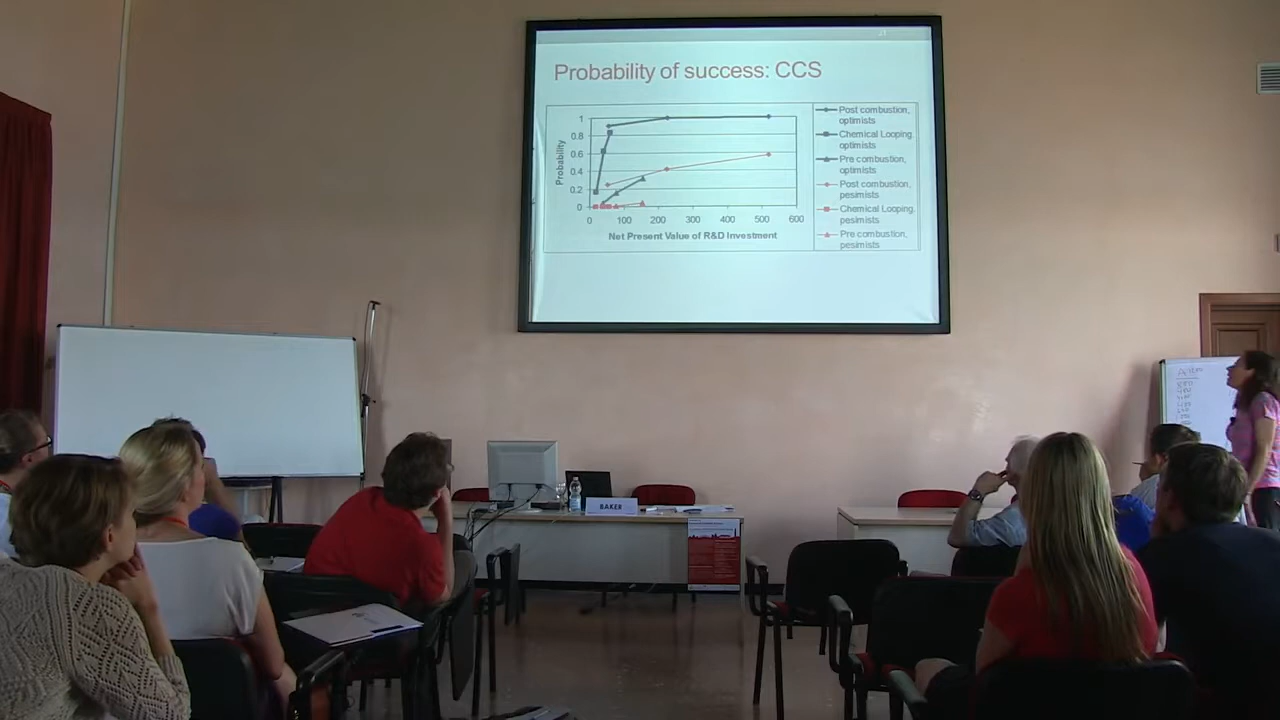 31
Probability of success: CCS
Probability
1
0.8
0.6
0.4
0.2
0
0 100 200 300 400 500 600
Net Present Value of R&D Investment
Post combustion,
optimists
Chemical Looping,
optimists
Pre combustion,
optimists
Post combustion,
pesimists
Chemical Looping,
pesimists
Pre combustion,
pesimists
BAKER